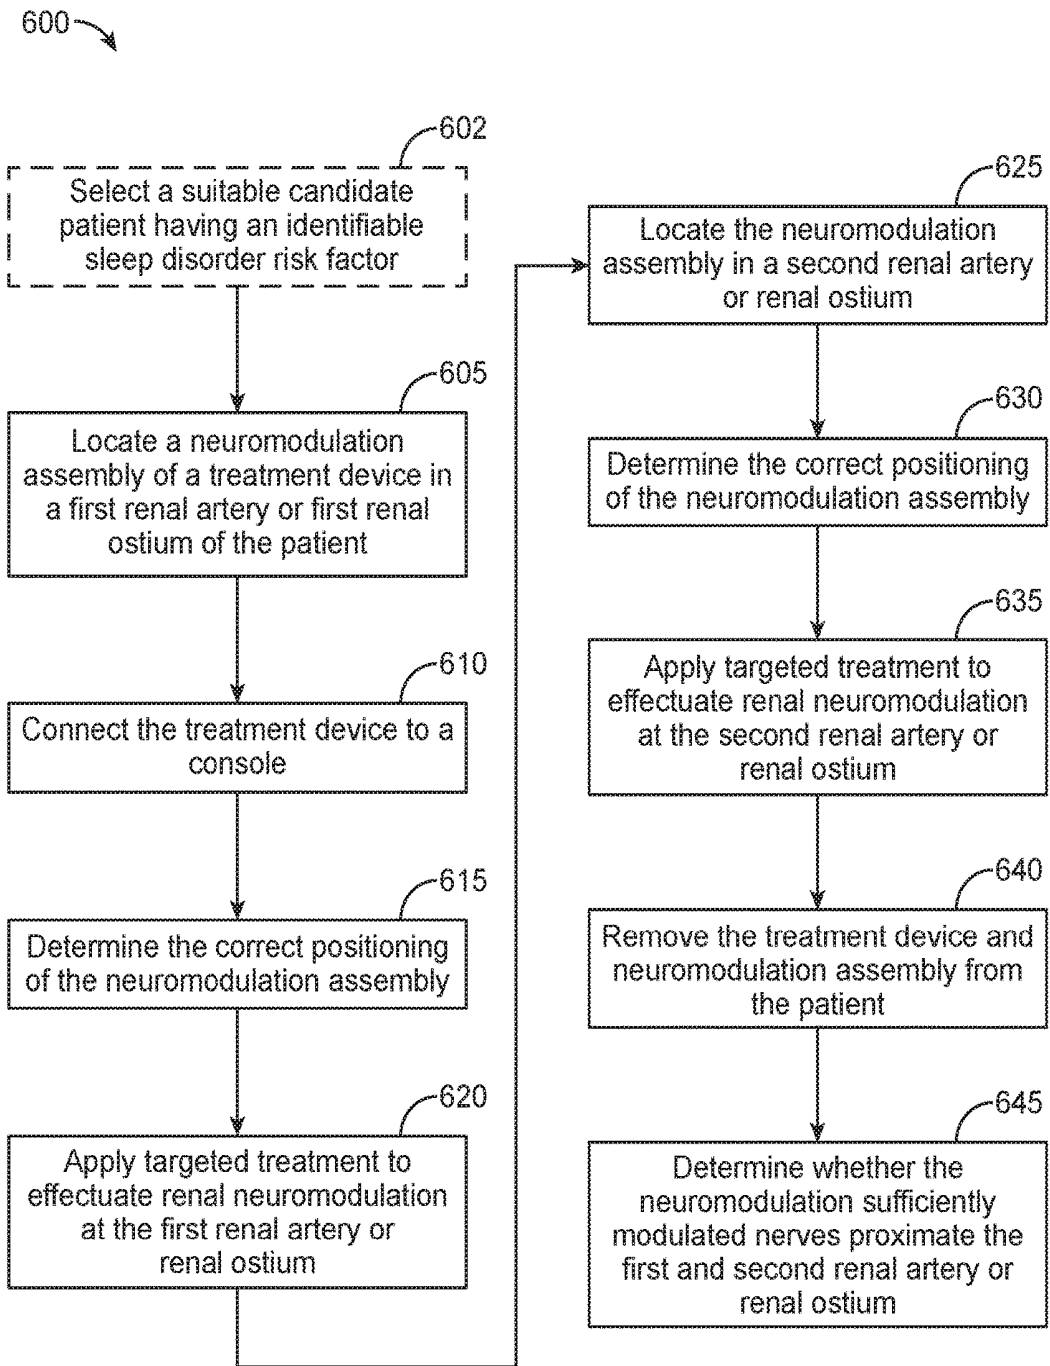 600
602
Select a suitable candidate
patient having an identifiable
sleep disorder risk factor
605
Locate a neuromodulation
assembly of a treatment device in
a first renal artery or first renal
ostium of the patient
610
Connect the treatment device to a
console
615
Determine the correct positioning
of the neuromodulation assembly
620
Apply targeted treatment to
effectuate renal neuromodulation
at the first renal artery or
renal ostium
625
Locate the neuromodulation
assembly in a second renal artery
or renal ostium
630
Determine the correct positioning
of the neuromodulation assembly
635
Apply targeted treatment to
effectuate renal neuromodulation
at the second renal artery or
renal ostium
640
Remove the treatment device and
neuromodulation assembly from
the patient
645
Determine whether the
neuromodulation sufficiently
modulated nerves proximate the
first and second renal artery or
renal ostium